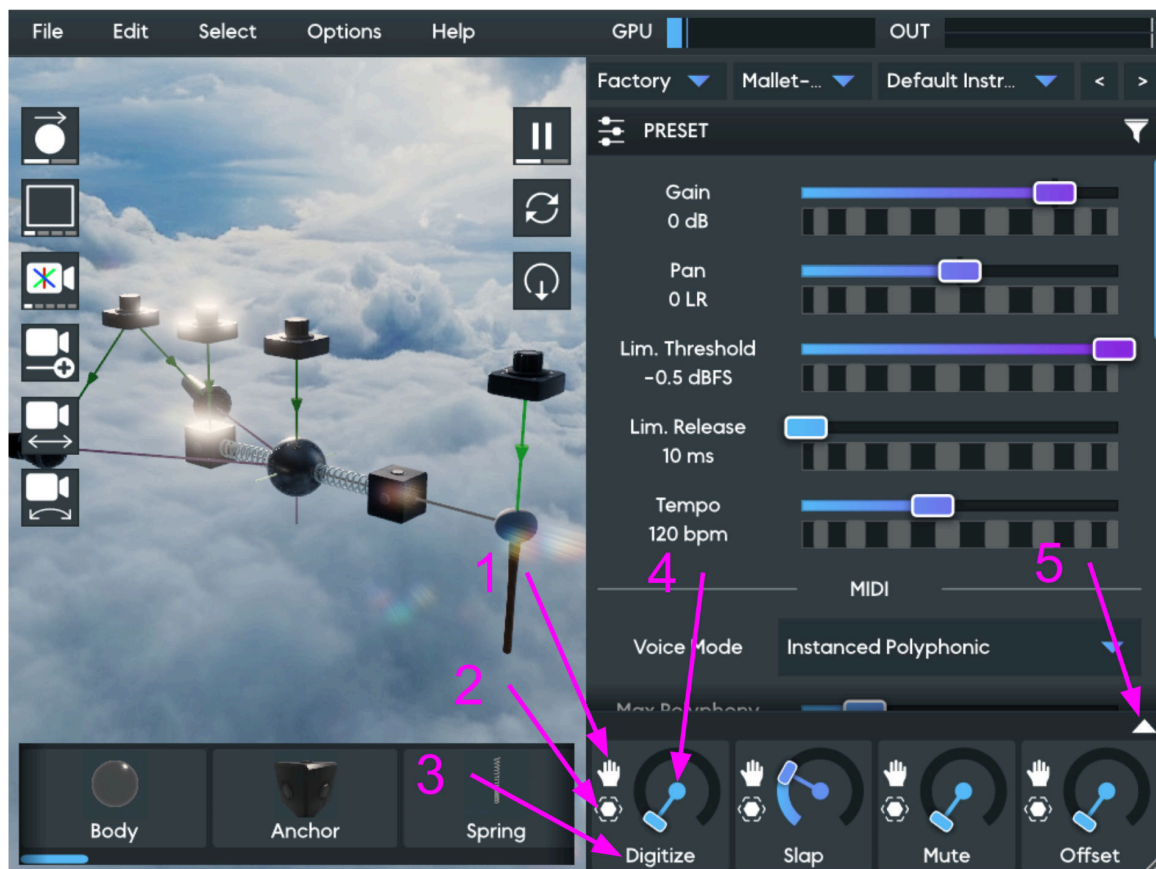 File Edit Select Options Help GPU OUT
Factory Mallet-... Default Instr... < >
PRESET
Gain
0 dB
Pan
0 LR
Lim. Threshold
-0.5 dBFS
Lim. Release
10 ms
Tempo
120 bpm
1
4
5
MIDI
Voice Mode Instanced Polyphonic
2
Max Polyphony
3
Body Anchor Spring
Digitize Slap Mute Offset